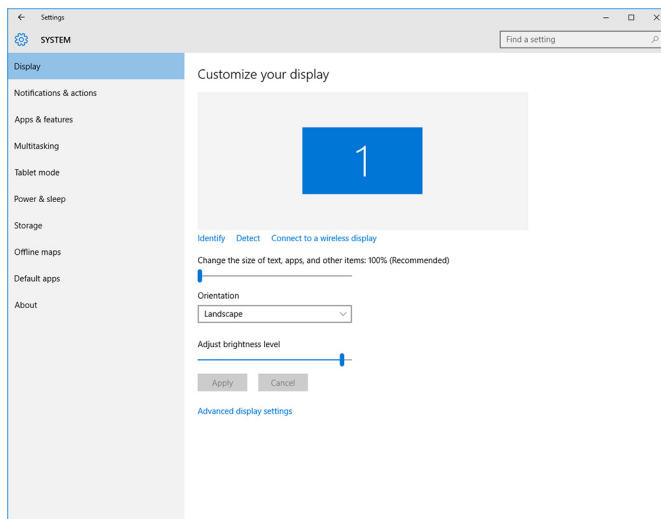 Settings
SYSTEM
Find a setting
Display
Notifications & actions
Apps & features
Multitasking
Tablet mode
Power & sleep
Storage
Offline maps
Default apps
About
Customize your display
1
Identify Detect Connect to a wireless display
Change the size of text, apps, and other items: 100% (Recommended)
Orientation
Landscape
Adjust brightness level
Apply Cancel
Advanced display settings